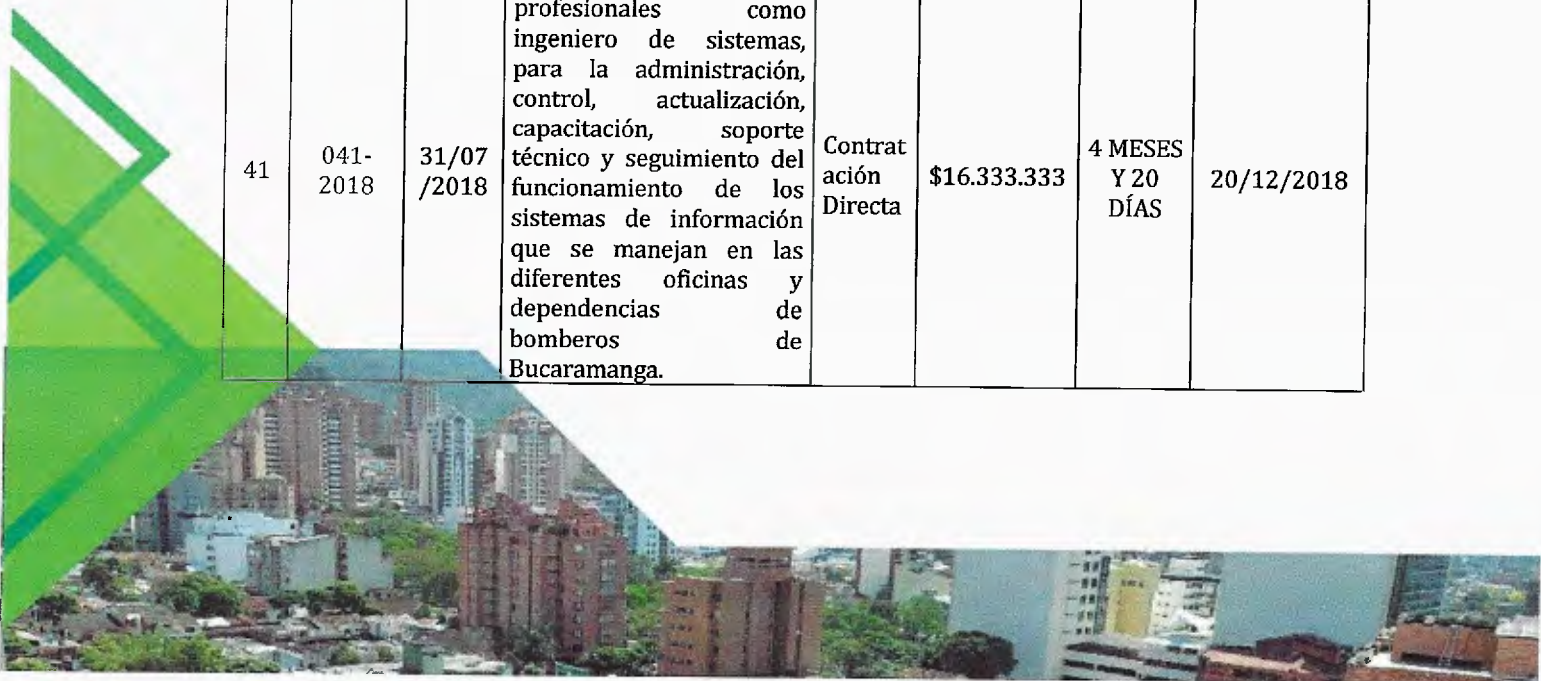 profesionales como
ingeniero de sistemas,
para la administración,
control, actualización,
capacitación, soporte
41
041-
2018
31/07
/2018
técnico y seguimiento del
funcionamiento de los
sistemas de información
que se manejan en las
diferentes oficinas y
dependencias de
bomberos de
Bucaramanga.
Contrat
ación
Directa
$16.333.333
4 MESES
Y 20
DÍAS
20/12/2018